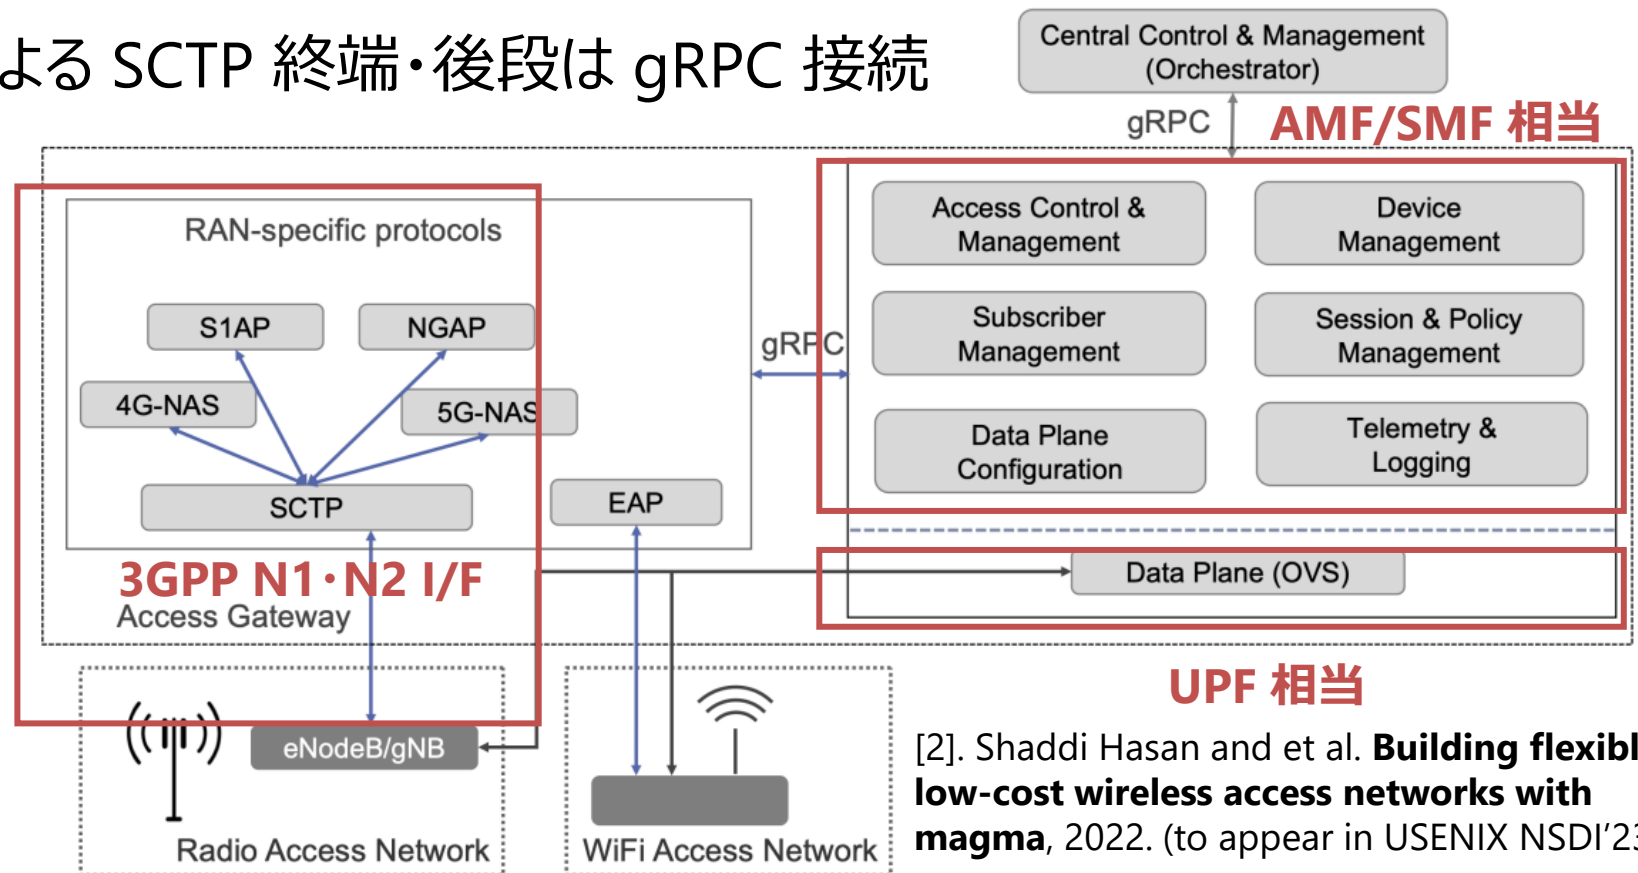 よる SCTP 終端・後段は gRPC 接続
Central Control & Management
(Orchestrator)
gRPC
AMF/SMF 相当
RAN-specific protocols
S1AP
NGAP
4G-NAS
5G-NAS
SCTP
EAP
gRPC
Access Control &
Management
Device
Management
Subscriber
Management
Session & Policy
Management
Data Plane
Configuration
Telemetry &
Logging
3GPP N1・N2 I/F
Access Gateway
Data Plane (OVS)
UPF 相当
eNodeB/gNB
Radio Access Network
WiFi Access Network
[2]. Shaddi Hasan and et al. Building flexibl
low-cost wireless access networks with
magma, 2022. (to appear in USENIX NSDI'23